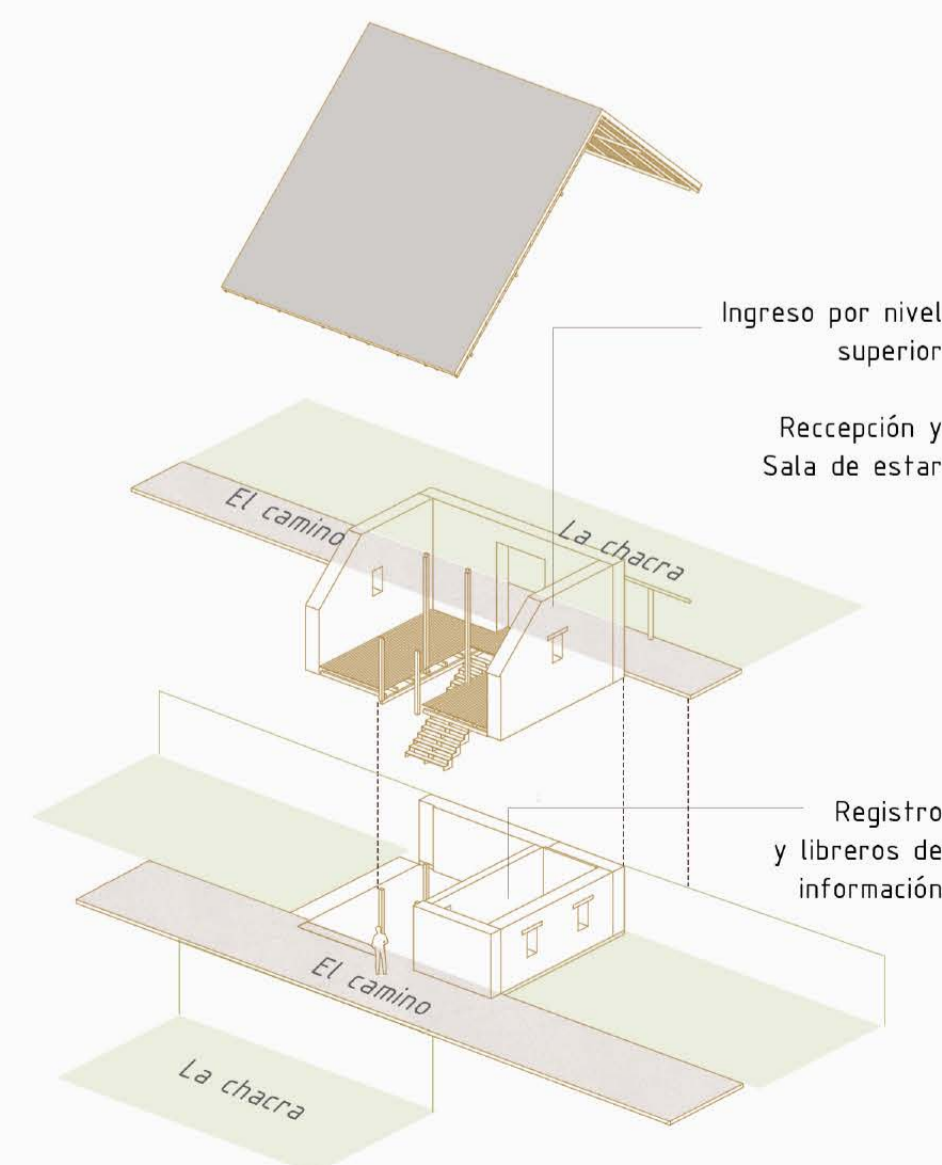 Ingreso por nivel
superior
Reccepción y
Sala de estar
El camino
La chacra
Registro
y libreros de
información
El camino
La chacra